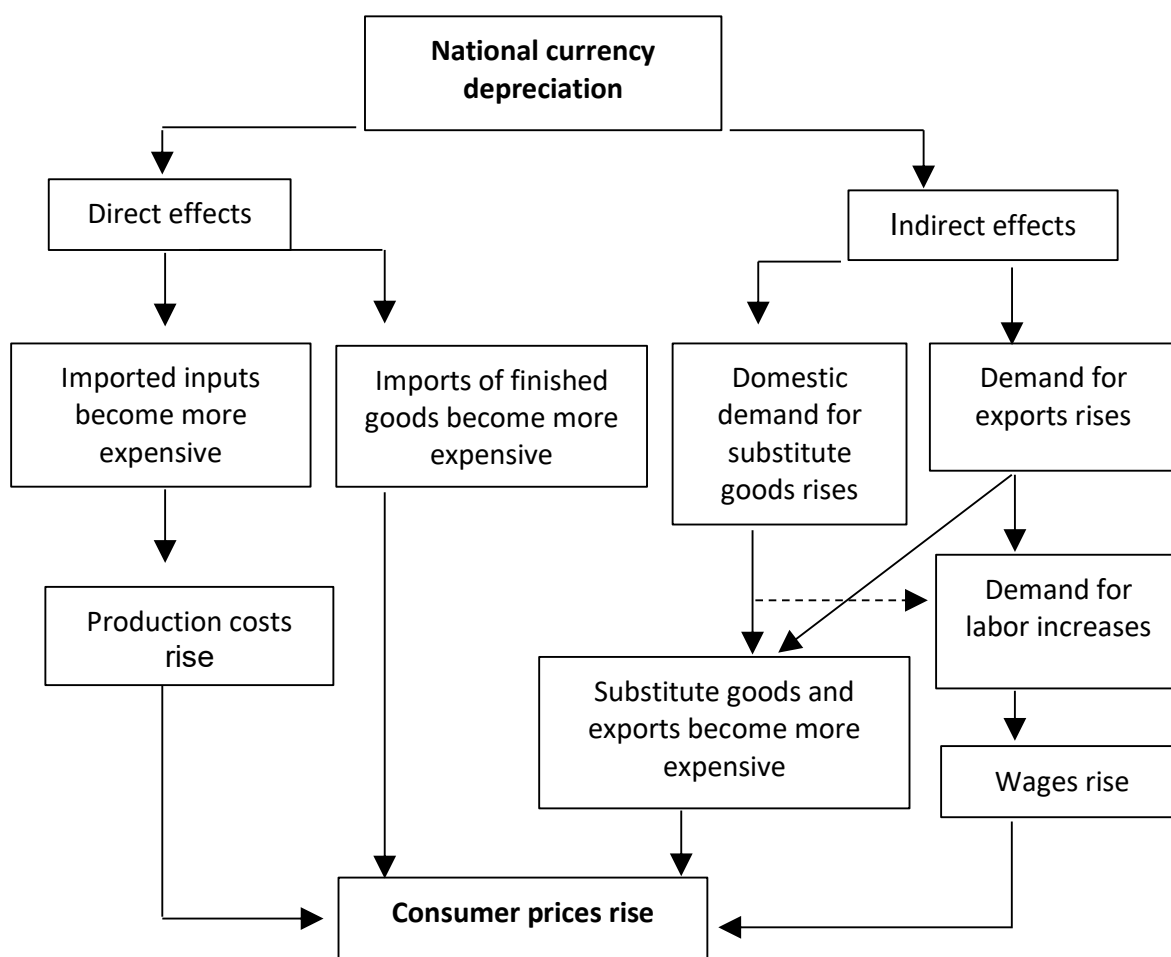 National currency
depreciation
Direct effects
Indirect effects
Imported inputs
become more
expensive
Imports of finished
goods become more
expensive
Domestic
demand for
substitute
goods rises
Demand for
exports rises
Production costs
rise
Demand for
labor increases
Substitute goods and
exports become more
expensive
Wages rise
Consumer prices rise